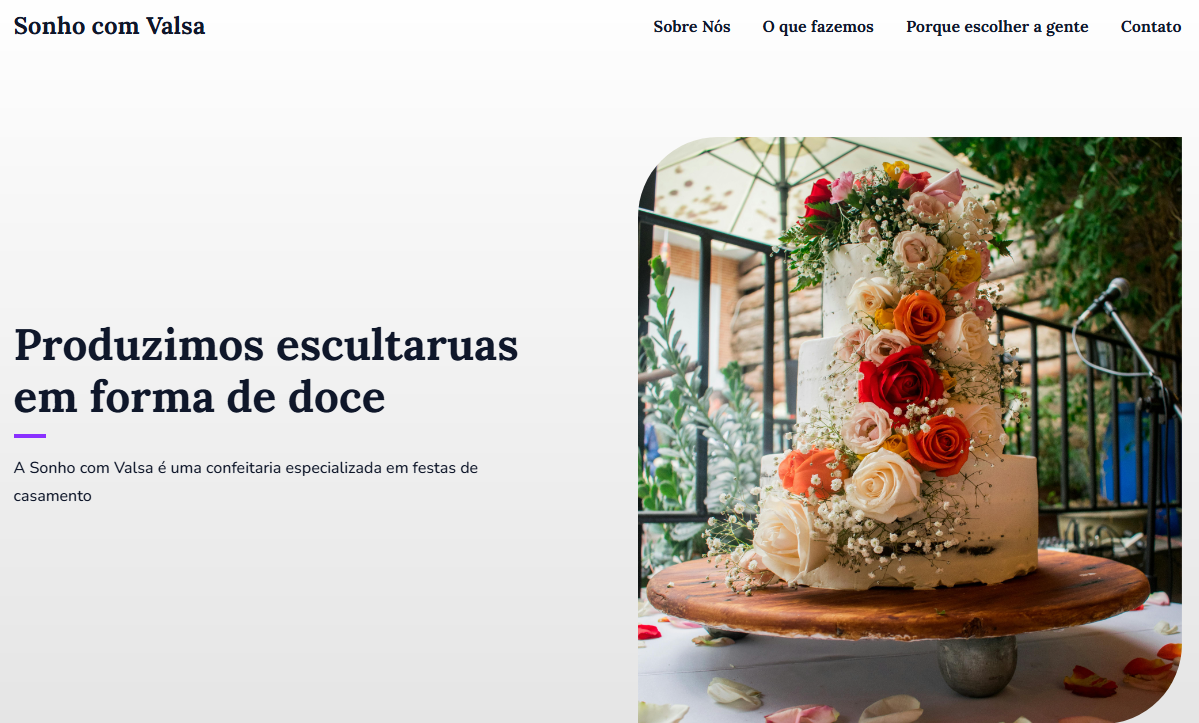 Sonho com Valsa
Sobre Nós O que fazemos Porque escolher a gente Contato
Produzimos escultaruas
em forma de doce
A Sonho com Valsa é uma confeitaria especializada em festas de
casamento